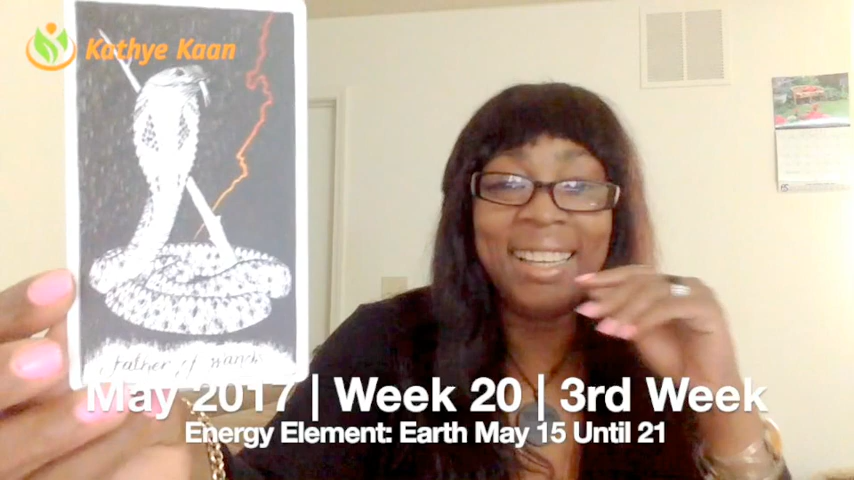 Kathye Kaan
Father of wands
May 2017 | Week 20 | 3rd Week
Energy Element: Earth May 15 Until 21